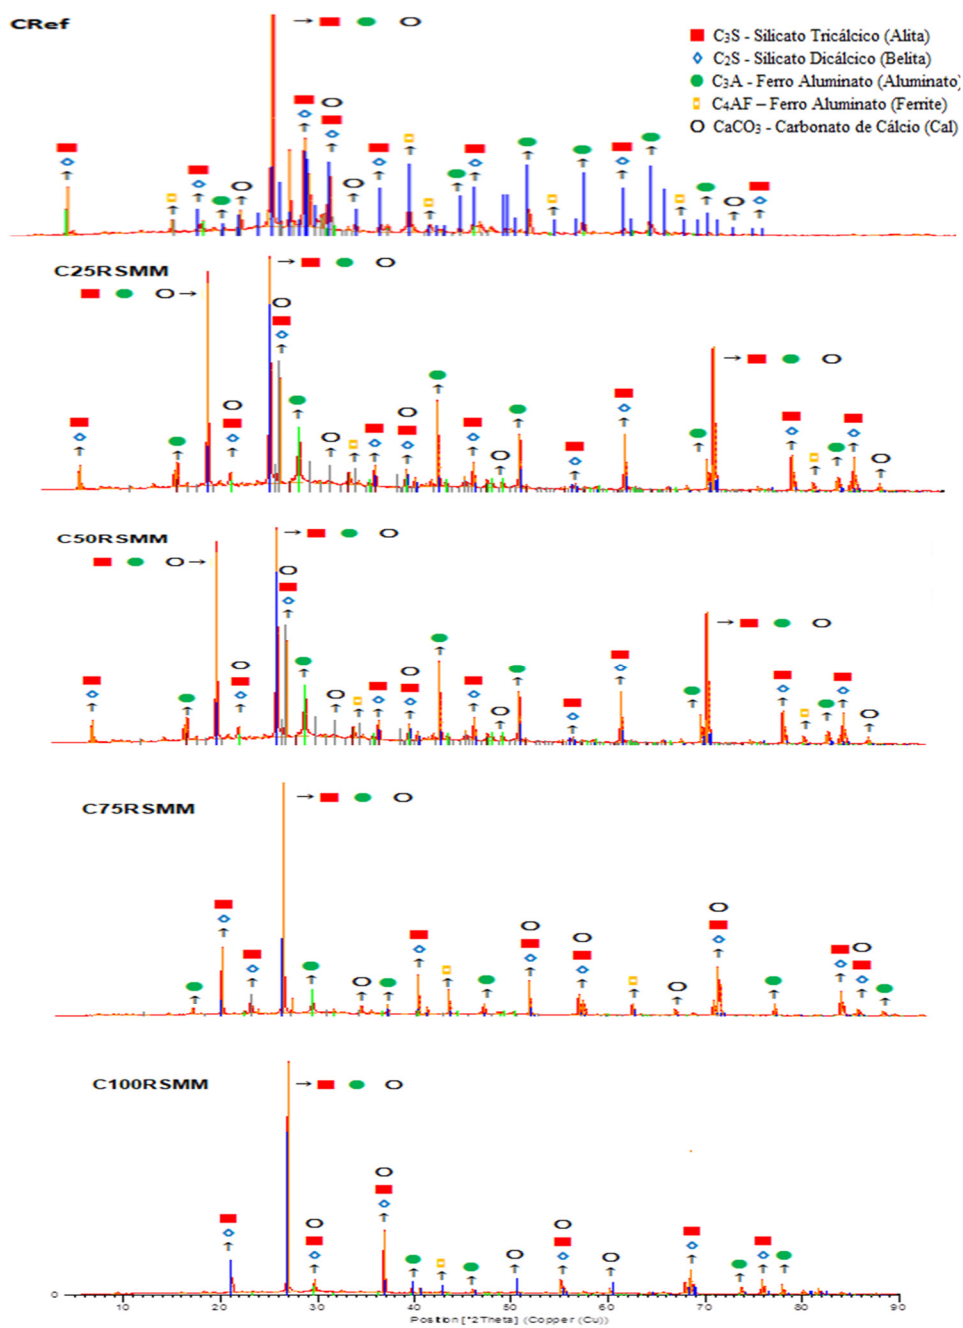 CRef
C₃S - Silicato Tricálcico (Alita)
C₂S - Silicato Dicálcico (Belita)
C₃A - Ferro Aluminato (Aluminato)
C₄AF – Ferro Aluminato (Ferrite)
CaCO₃ - Carbonato de Cálcio (Cal)
C25RSMM
C50RSMM
C75RSMM
C100RSMM
0
10 20 30 40 50 60 70 80 90
Position [°2Theta] (Copper (Cu))